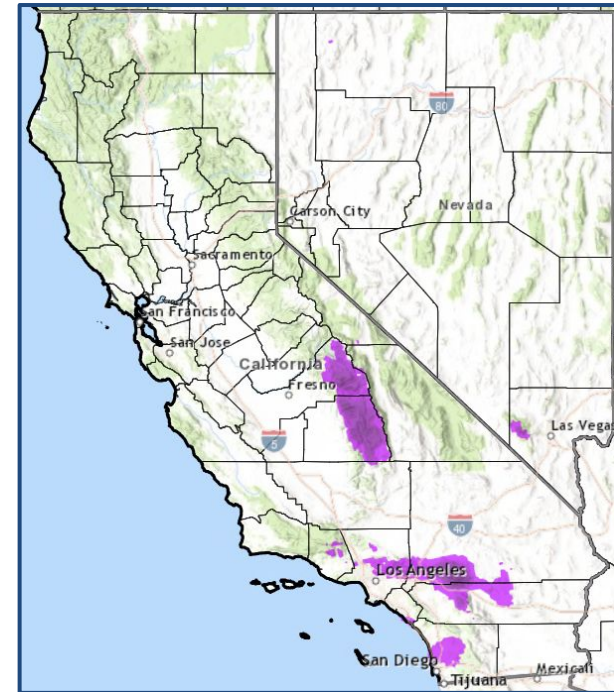 80
Carson City
Nevada
Sacramento
San Francisco
San Jose
California
Fresno
5
Las Vegas
40
Los Angeles
San Diego
Mexicali
Tijuana